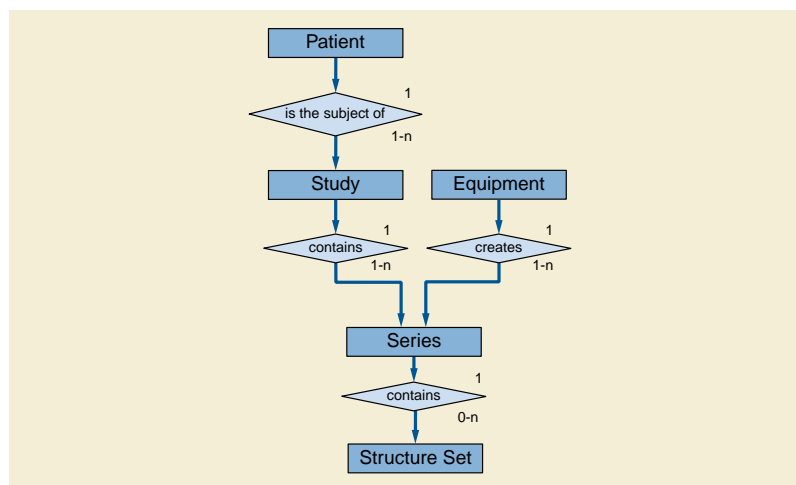 Patient
1
is the subject of
1-n
Study
Equipment
1
1
contains
creates
1-n
1-n
Series
1
contains
0-n
Structure Set